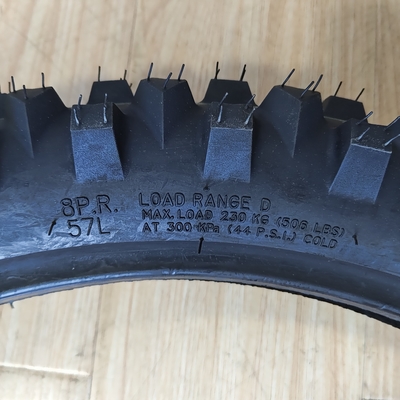 8P.R.
57L
LOAD RANGE D
MAX. LOAD 230 KG (506 LBS)
AT 300 KPa (44 P.S.I.) COLD